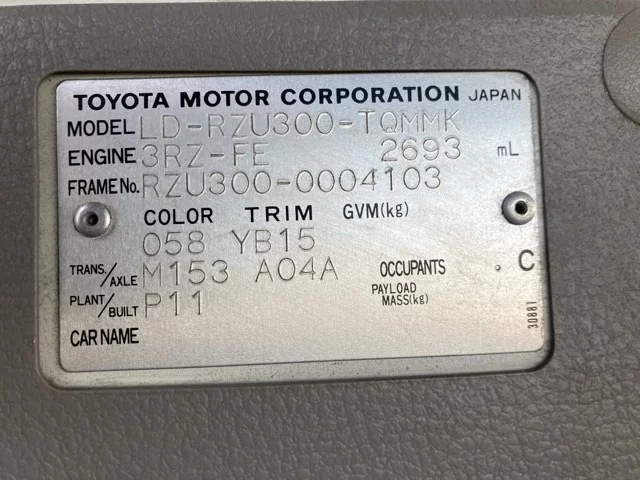 TOYOTA MOTOR CORPORATION JAPAN
MODEL LD-RZU300-TQMMK
ENGINE 3RZ-FE 2693 mL
FRAME No. RZU300-0004103
COLOR TRIM GVM(kg)
058 YB15
TRANS./AXLE M153 A04A OCCUPANTS . C
PLANT/BUILT P11 PAYLOAD MASS(kg)
CAR NAME
30881